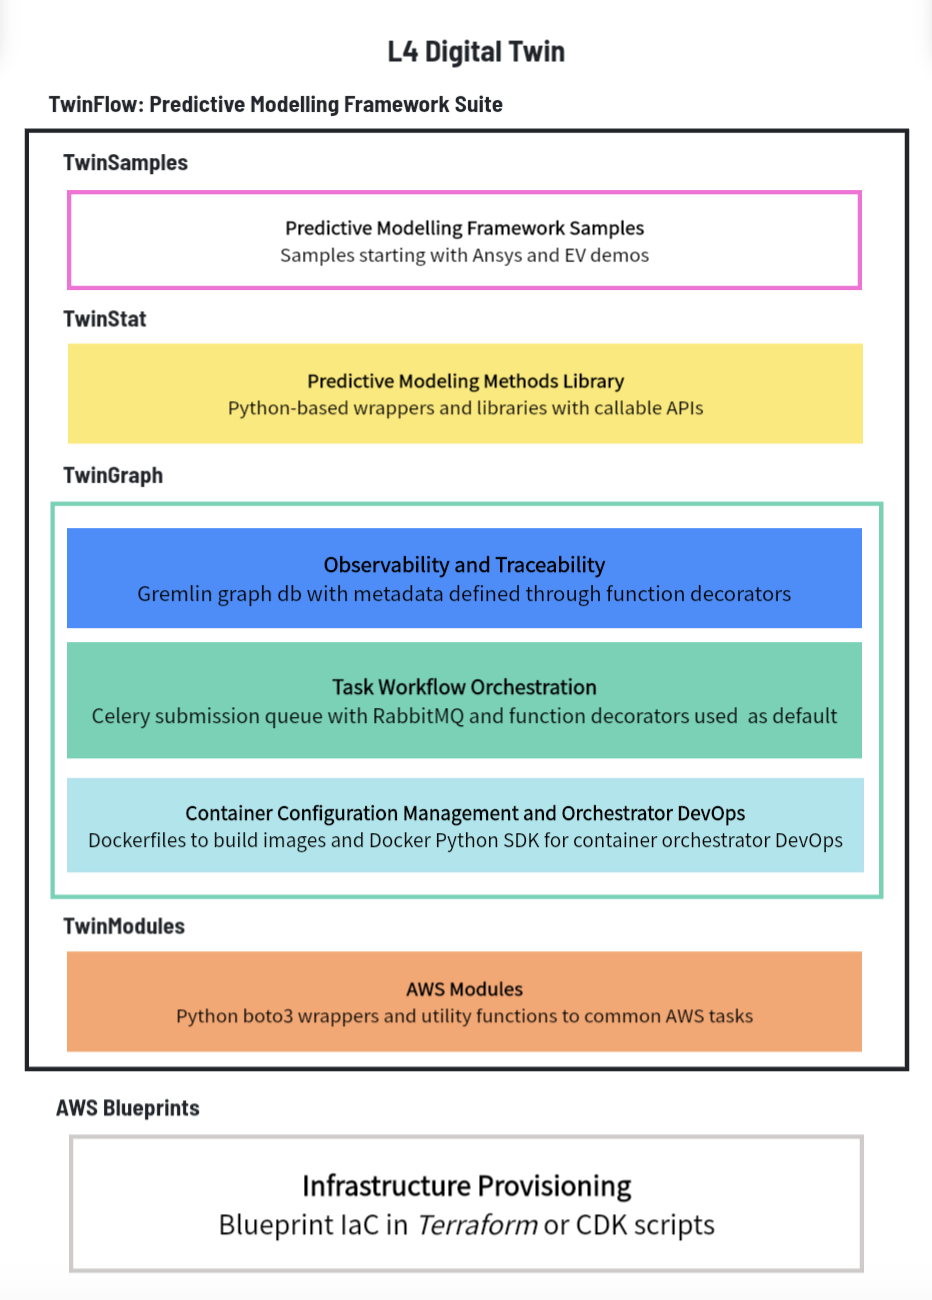 L4 Digital Twin
TwinFlow: Predictive Modelling Framework Suite
TwinSamples
Predictive Modelling Framework Samples
Samples starting with Ansys and EV demos
TwinStat
Predictive Modeling Methods Library
Python-based wrappers and libraries with callable APIs
TwinGraph
Observability and Traceability
Gremlin graph db with metadata defined through function decorators
Task Workflow Orchestration
Celery submission queue with RabbitMQ and function decorators used  as default
Container Configuration Management and Orchestrator DevOps
Dockerfiles to build images and Docker Python SDK for container orchestrator DevOps
TwinModules
AWS Modules
Python boto3 wrappers and utility functions to common AWS tasks
AWS Blueprints
Infrastructure Provisioning
Blueprint IaC in Terraform or CDK scripts